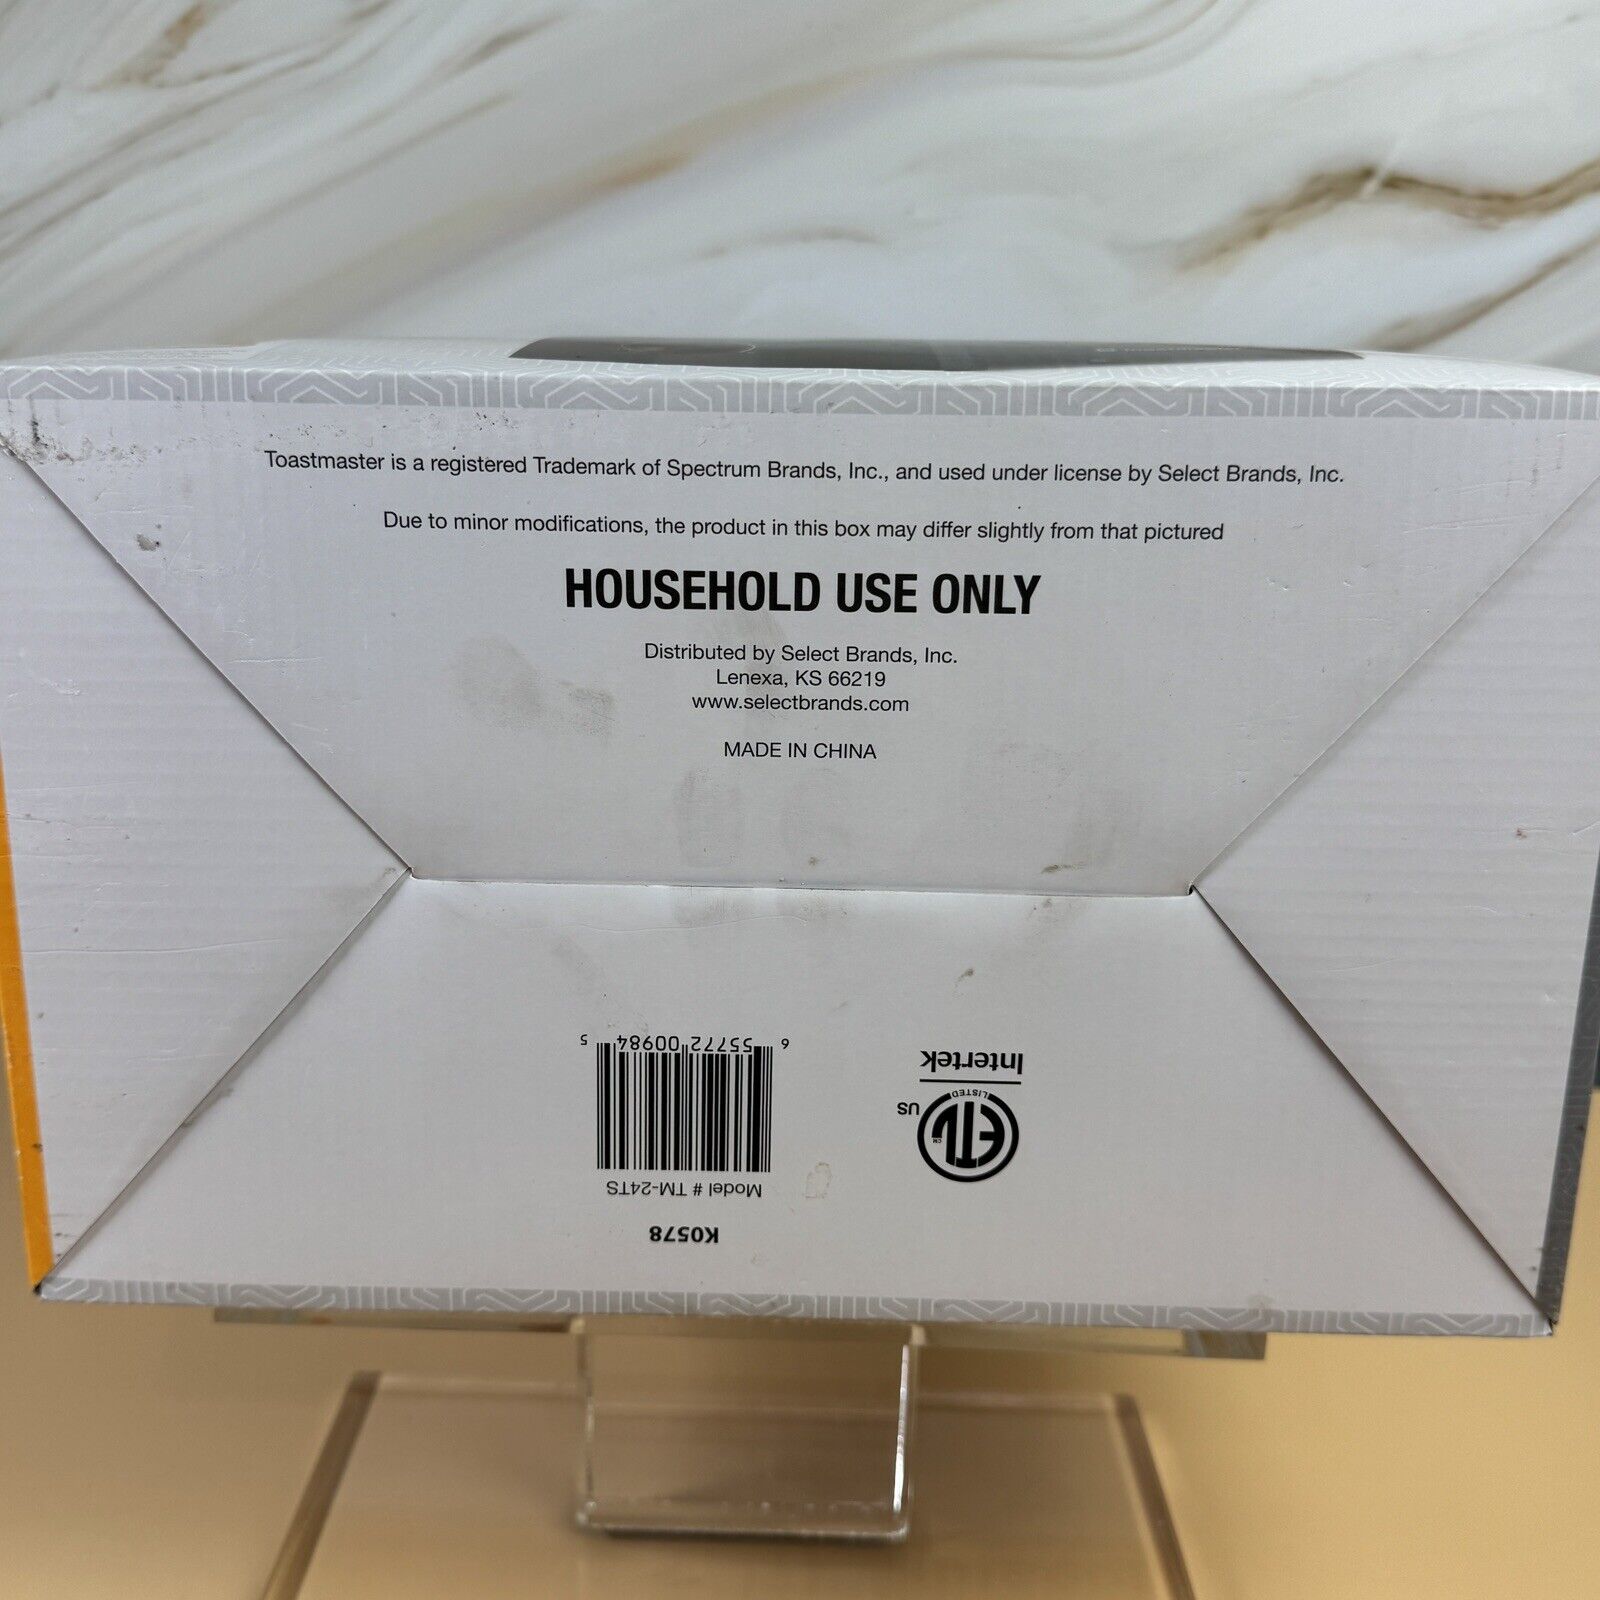 Toastmaster is a registered Trademark of Spectrum Brands, Inc., and used under license by Select Brands, Inc.
Due to minor modifications, the product in this box may differ slightly from that pictured
HOUSEHOLD USE ONLY
Distributed by Select Brands, Inc.
Lenexa, KS 66219
www.selectbrands.com
MADE IN CHINA
K0578
Model # TM-24TS
6 55772 00984 5
ETL
CM
LISTED
US
Intertek